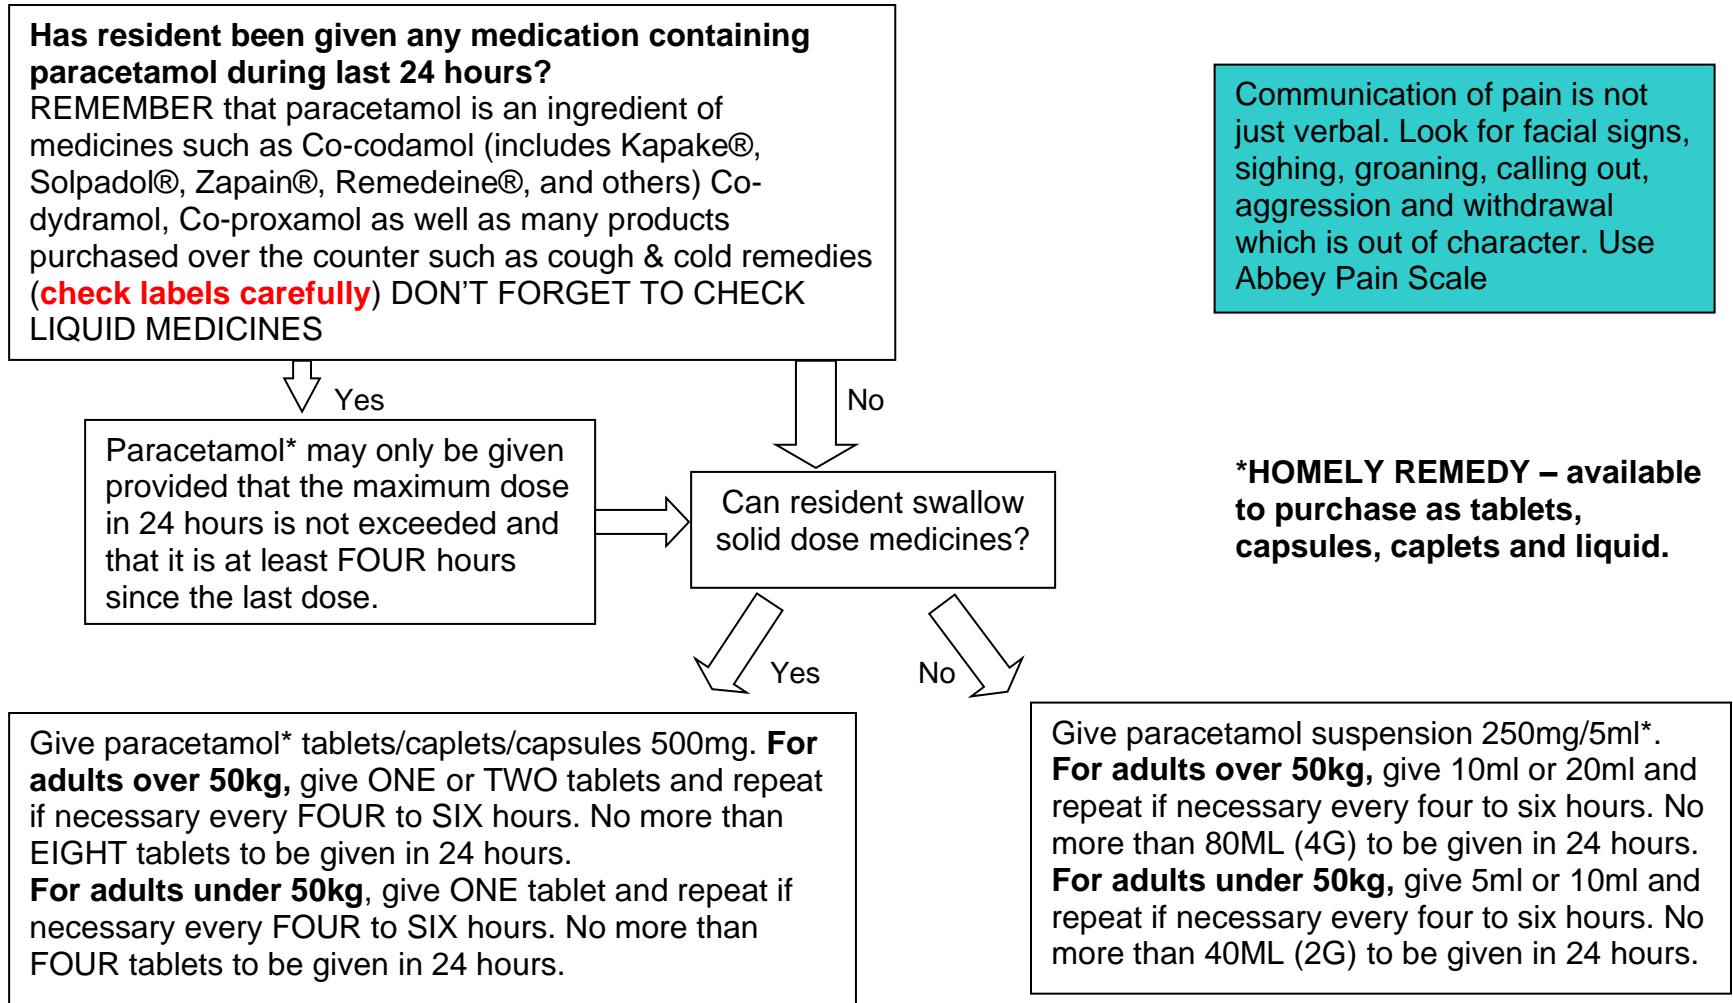 Has resident been given any medication containing
paracetamol during last 24 hours?
REMEMBER that paracetamol is an ingredient of
medicines such as Co-codamol (includes Kapake®,
Solpadol®, Zapain®, Remedeine®, and others) Co-
dydramol, Co-proxamol as well as many products
purchased over the counter such as cough & cold remedies
(check labels carefully) DON’T FORGET TO CHECK
LIQUID MEDICINES
Communication of pain is not
just verbal. Look for facial signs,
sighing, groaning, calling out,
aggression and withdrawal
which is out of character. Use
Abbey Pain Scale
Yes
No
Paracetamol* may only be given
provided that the maximum dose
in 24 hours is not exceeded and
that it is at least FOUR hours
since the last dose.
Can resident swallow
solid dose medicines?
*HOMELY REMEDY – available
to purchase as tablets,
capsules, caplets and liquid.
Yes
No
Give paracetamol* tablets/caplets/capsules 500mg. For
adults over 50kg, give ONE or TWO tablets and repeat
if necessary every FOUR to SIX hours. No more than
EIGHT tablets to be given in 24 hours.
For adults under 50kg, give ONE tablet and repeat if
necessary every FOUR to SIX hours. No more than
FOUR tablets to be given in 24 hours.
Give paracetamol suspension 250mg/5ml*.
For adults over 50kg, give 10ml or 20ml and
repeat if necessary every four to six hours. No
more than 80ML (4G) to be given in 24 hours.
For adults under 50kg, give 5ml or 10ml and
repeat if necessary every four to six hours. No
more than 40ML (2G) to be given in 24 hours.